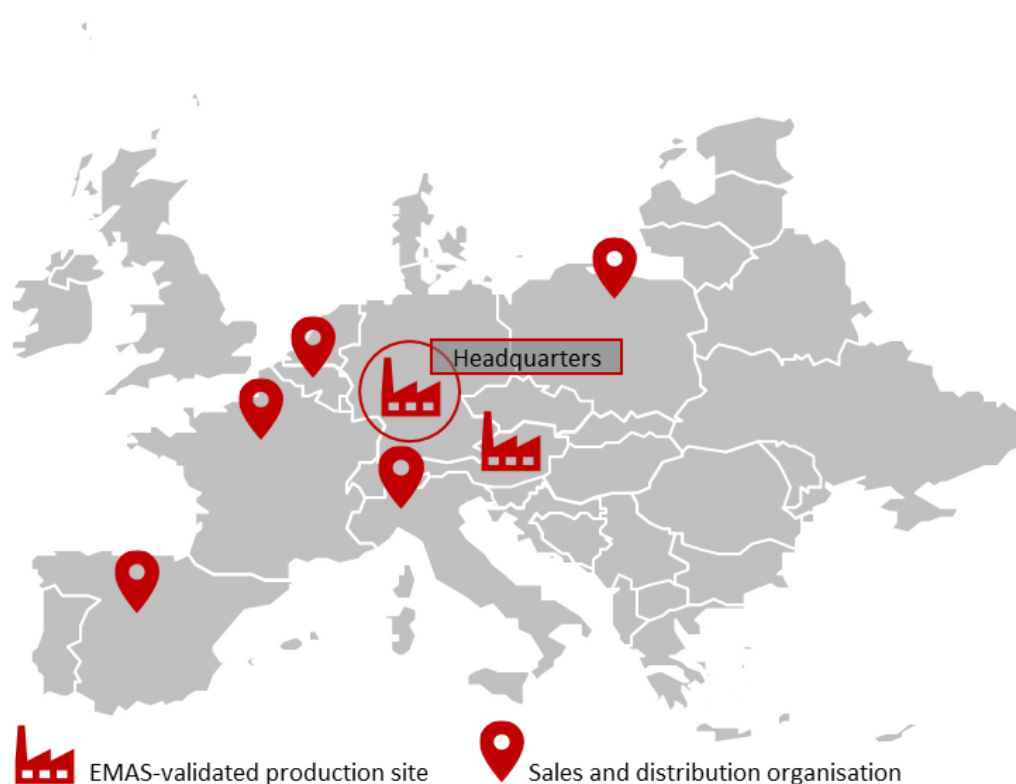 Headquarters
EMAS-validated production site
Sales and distribution organisation